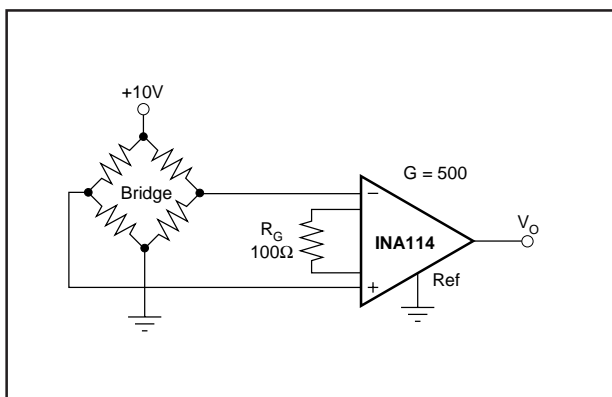 +10V
Bridge
G = 500
–
R_G
100Ω
INA114
+
Ref
V_O